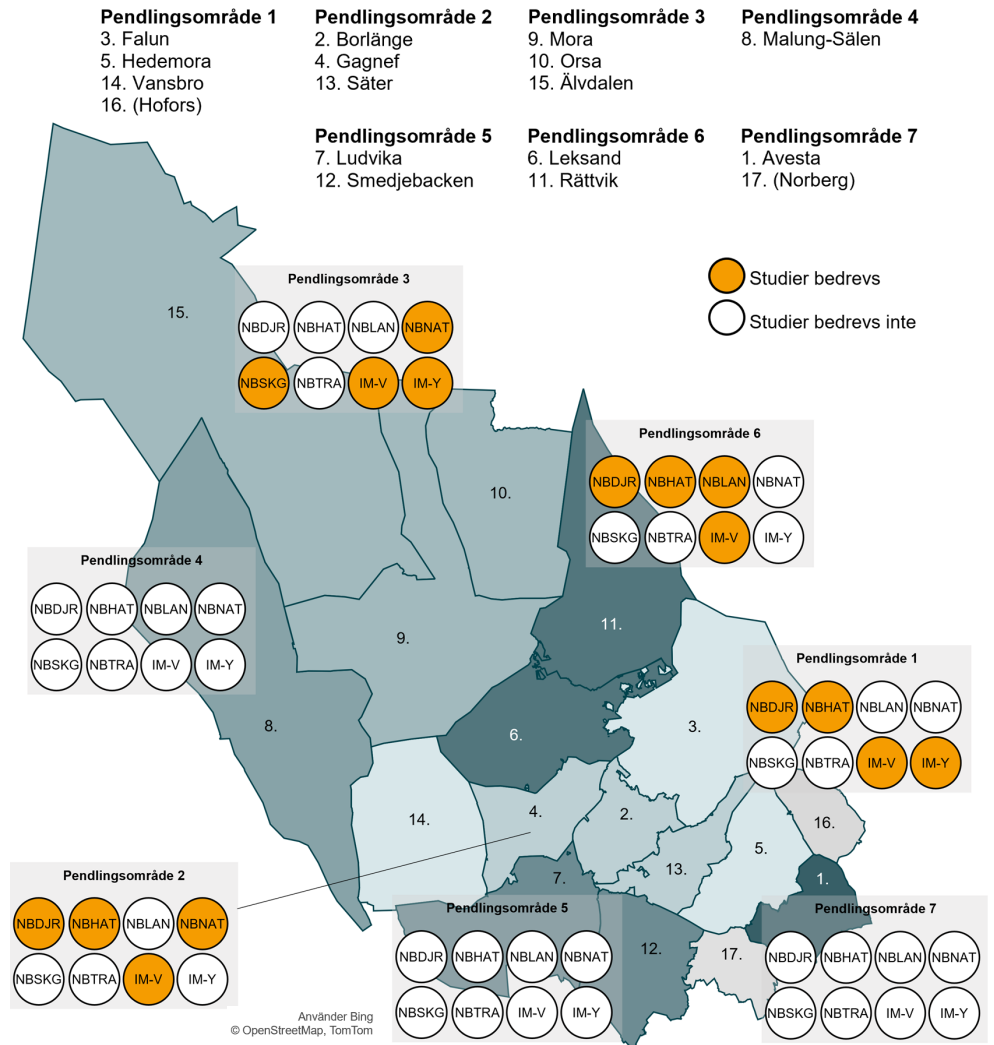 Pendlingsområde 1
3. Falun
5. Hedemora
14. Vansbro
16. (Hofors)
Pendlingsområde 2
2. Borlänge
4. Gagnef
13. Säter
Pendlingsområde 3
9. Mora
10. Orsa
15. Älvdalen
Pendlingsområde 4
8. Malung-Sälen
Pendlingsområde 5
7. Ludvika
12. Smedjebacken
Pendlingsområde 6
6. Leksand
11. Rättvik
Pendlingsområde 7
1. Avesta
17. (Norberg)
Studier bedrevs
Studier bedrevs inte
15.
Pendlingsområde 3
NBDJR NBHAT NBLAN NBNAT
NBSKG NBTRA IM-V IM-Y
10.
Pendlingsområde 6
NBDJR NBHAT NBLAN NBNAT
NBSKG NBTRA IM-V IM-Y
Pendlingsområde 4
NBDJR NBHAT NBLAN NBNAT
NBSKG NBTRA IM-V IM-Y
9.
11.
Pendlingsområde 1
NBDJR NBHAT NBLAN NBNAT
NBSKG NBTRA IM-V IM-Y
8.
6.
3.
14.
4.
2.
16.
5.
13.
7.
1.
Pendlingsområde 2
NBDJR NBHAT NBLAN NBNAT
NBSKG NBTRA IM-V IM-Y
Pendlingsområde 5
NBDJR NBHAT NBLAN NBNAT
NBSKG NBTRA IM-V IM-Y
12.
17.
Pendlingsområde 7
NBDJR NBHAT NBLAN NBNAT
NBSKG NBTRA IM-V IM-Y
Använder Bing
© OpenStreetMap, TomTom